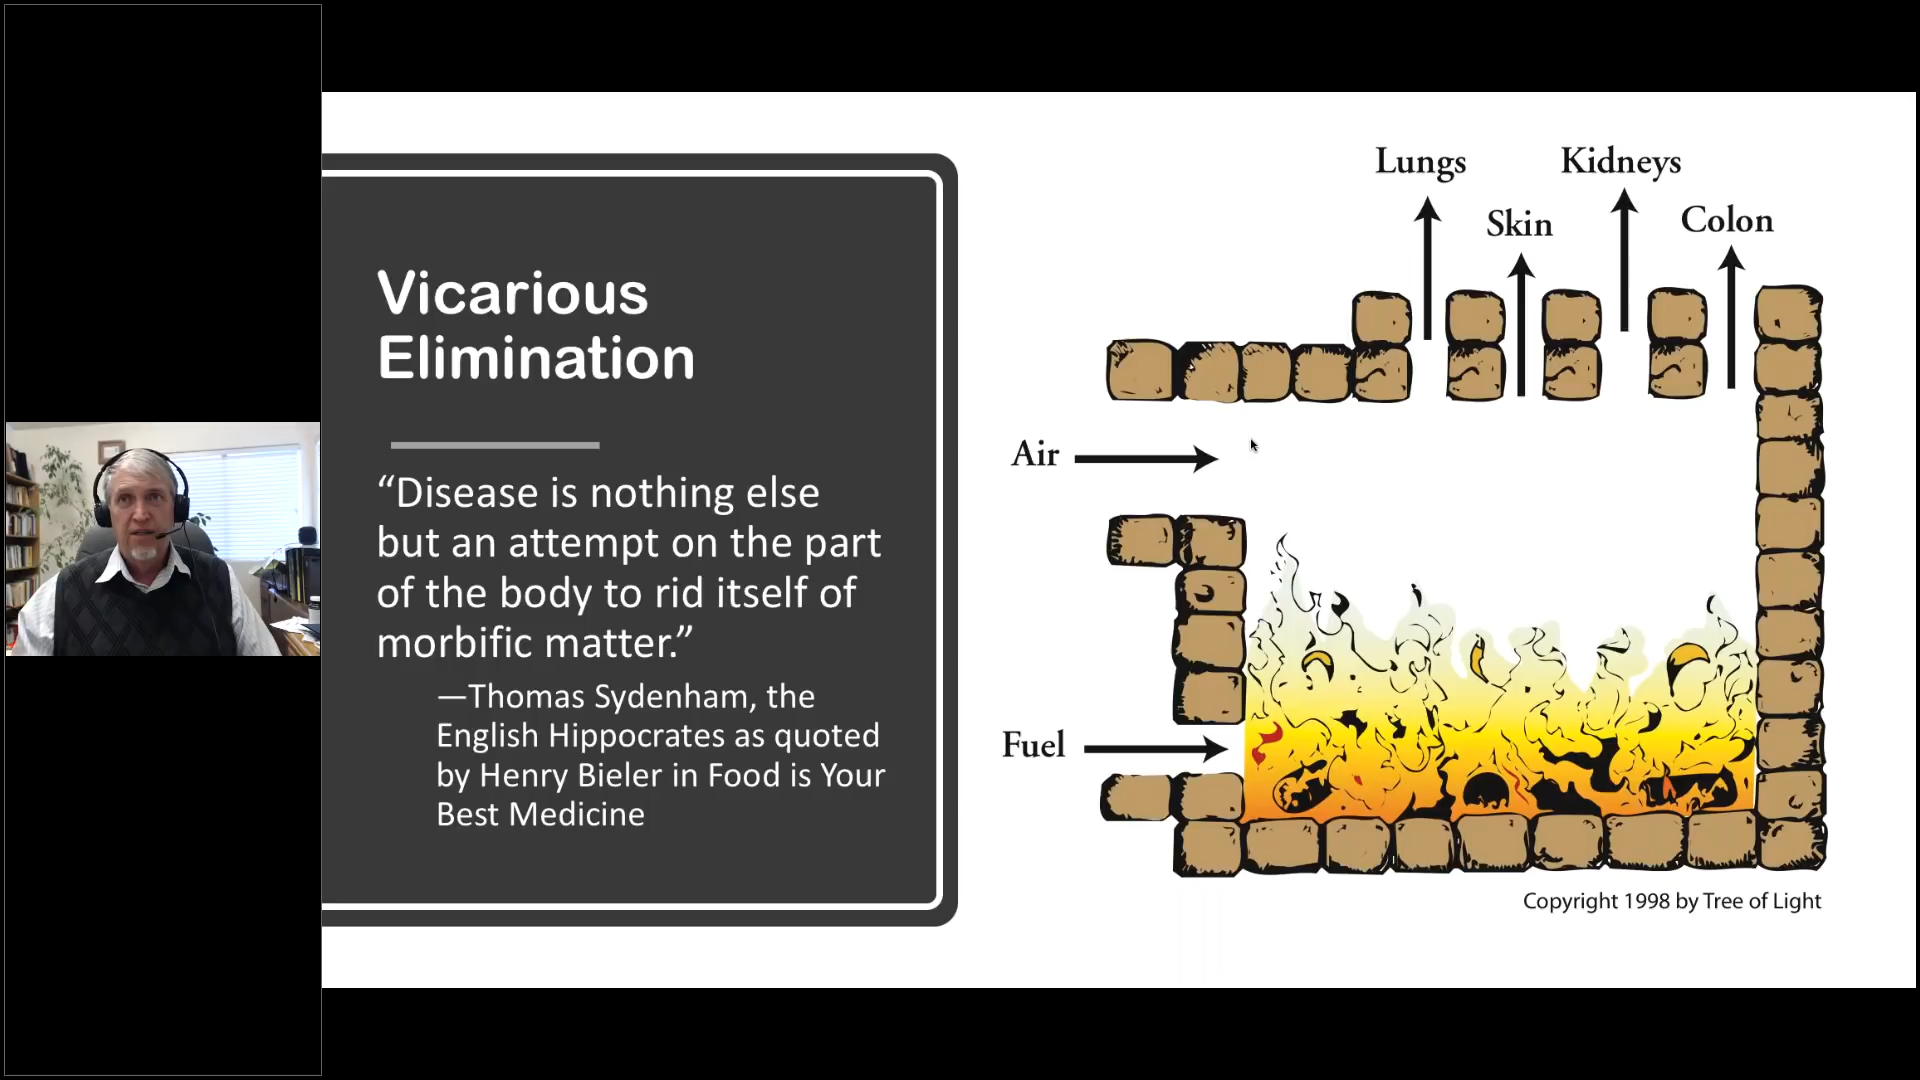 Vicarious
Elimination
“Disease is nothing else
but an attempt on the part
of the body to rid itself of
morbific matter.”
—Thomas Sydenham, the
English Hippocrates as quoted
by Henry Bieler in Food is Your
Best Medicine
Lungs
Kidneys
Skin
Colon
Air
Fuel
Copyright 1998 by Tree of Light